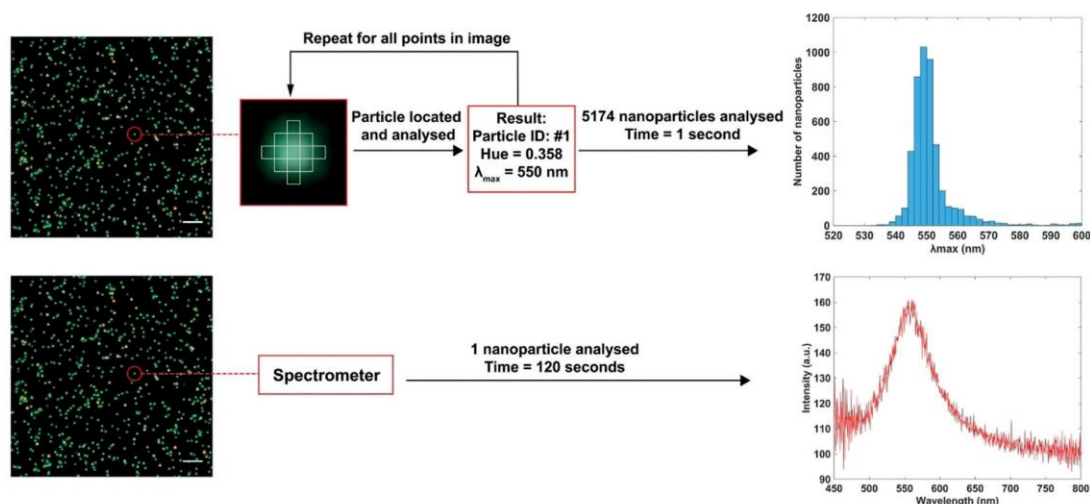 Repeat for all points in image
Particle located
and analysed
Result:
Particle ID: #1
Hue = 0.358
λmax = 550 nm
5174 nanoparticles analysed
Time = 1 second
Number of nanoparticles
1200
1000
800
600
400
200
0
520 530 540 550 560 570 580 590 600
λmax (nm)
Spectrometer
1 nanoparticle analysed
Time = 120 seconds
Intensity (a.u.)
170
160
150
140
130
120
110
100
90
450 500 550 600 650 700 750 800
Wavelength (nm)